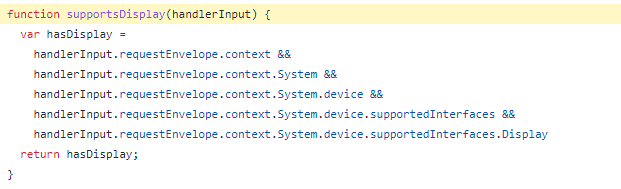 function supportsDisplay(handlerInput) {
  var hasDisplay =
    handlerInput.requestEnvelope.context &&
    handlerInput.requestEnvelope.context.System &&
    handlerInput.requestEnvelope.context.System.device &&
    handlerInput.requestEnvelope.context.System.device.supportedInterfaces &&
    handlerInput.requestEnvelope.context.System.device.supportedInterfaces.Display
  return hasDisplay;
}